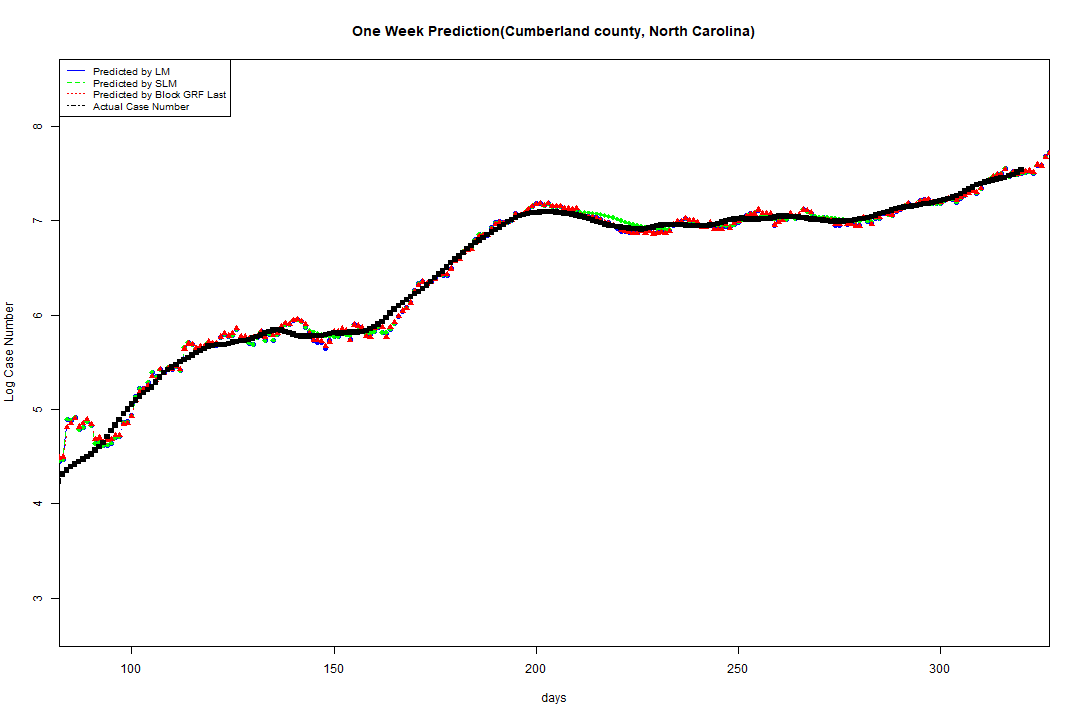 One Week Prediction(Cumberland county, North Carolina)
Predicted by LM
Predicted by SLM
Predicted by Block GRF Last
Actual Case Number
8
7
6
5
4
3
Log Case Number
100 150 200 250 300
days